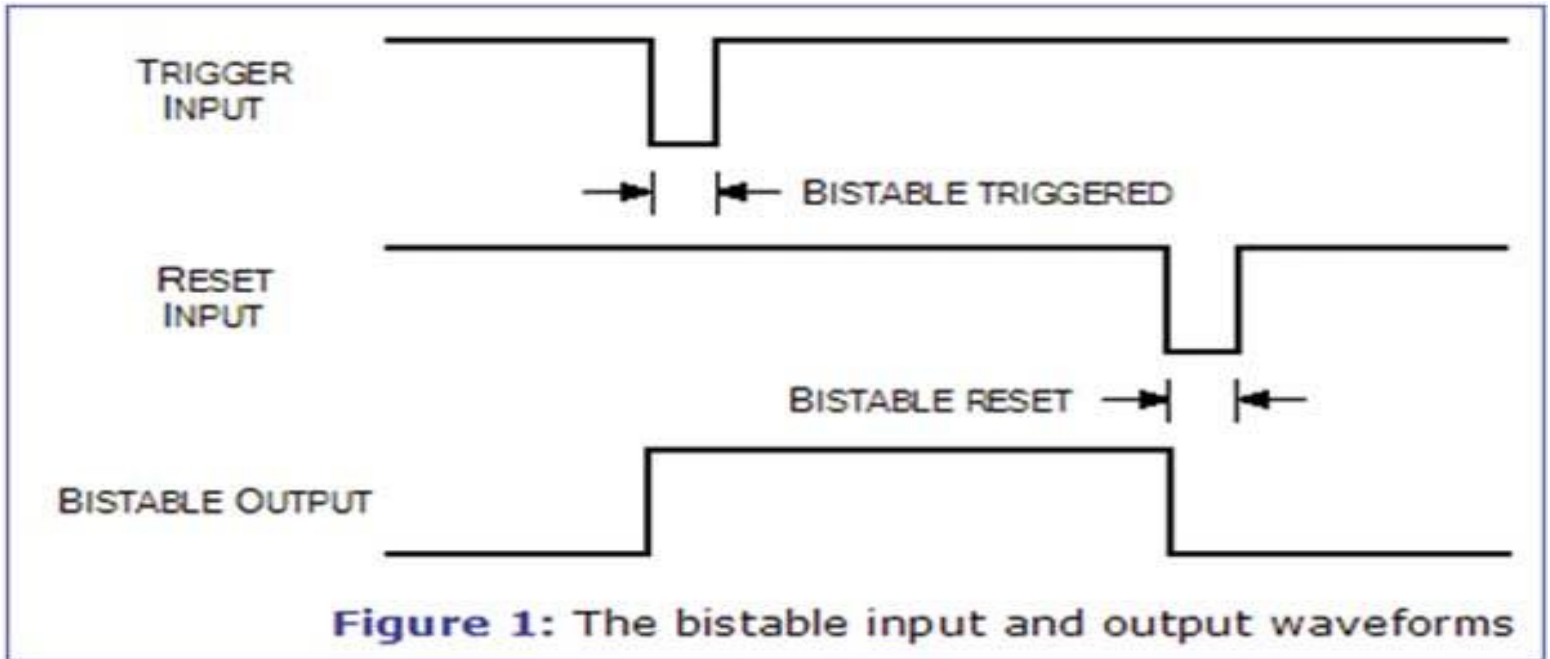 TRIGGER
INPUT
BISTABLE TRIGGERED
RESET
INPUT
BISTABLE RESET
BISTABLE OUTPUT
Figure 1: The bistable input and output waveforms